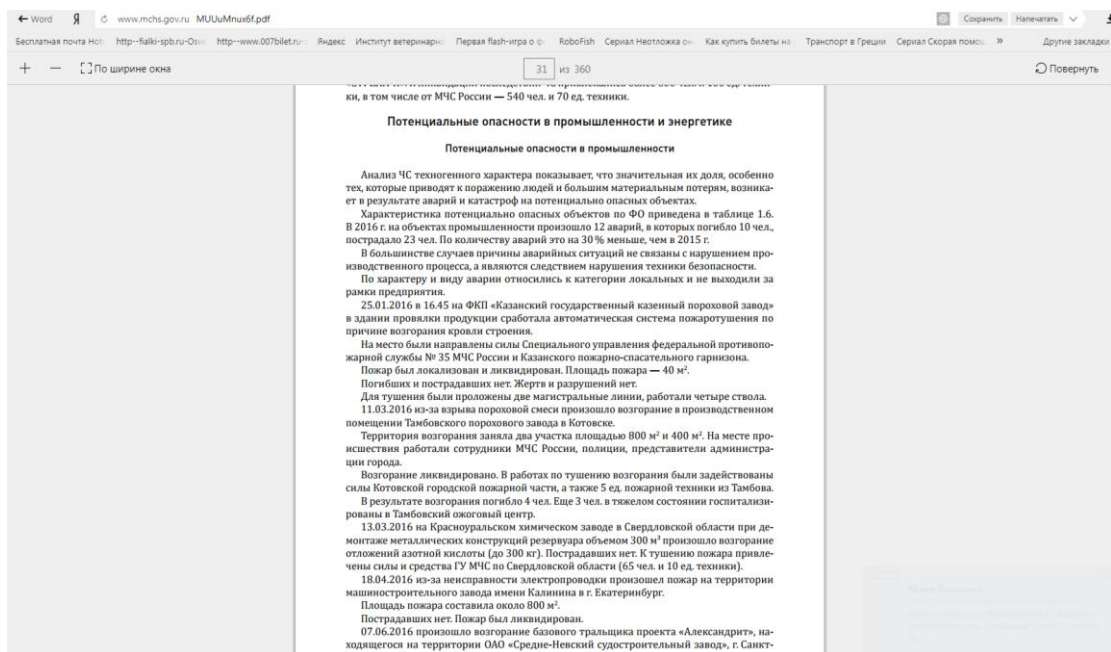 ← Word Я www.mchs.gov.ru MUUuMnux6f.pdf Сохранить Напечатать
Бесплатная почта Hot http--fialki-spb.ru- http--www.007bilet.ru- Яндекс Институт ветеринарно Первая flash-игра о RoboFish Сериал Неотложка он Как купить билеты на Транспорт в Греции Сериал Скорая помощ » Другие закладки
+ — По ширине окна 31 из 360 Повернуть
ки, в том числе от МЧС России — 540 чел. и 70 ед. техники.
Потенциальные опасности в промышленности и энергетике
Потенциальные опасности в промышленности
Анализ ЧС техногенного характера показывает, что значительная их доля, особенно
тех, которые приводят к поражению людей и большим материальным потерям, возника-
ет в результате аварий и катастроф на потенциально опасных объектах.
Характеристика потенциально опасных объектов по ФО приведена в таблице 1.6.
В 2016 г. на объектах промышленности произошло 12 аварий, в которых погибло 10 чел.,
пострадало 23 чел. По количеству аварий это на 30 % меньше, чем в 2015 г.
В большинстве случаев причины аварийных ситуаций не связаны с нарушением про-
изводственного процесса, а являются следствием нарушения техники безопасности.
По характеру и виду аварии относились к категории локальных и не выходили за
рамки предприятия.
25.01.2016 в 16.45 на ФКП «Казанский государственный казенный пороховой завод»
в здании провялки продукции сработала автоматическая система пожаротушения по
причине возгорания кровли строения.
На место были направлены силы Специального управления федеральной противопо-
жарной службы № 35 МЧС России и Казанского пожарно-спасательного гарнизона.
Пожар был локализован и ликвидирован. Площадь пожара — 40 м².
Погибших и пострадавших нет. Жертв и разрушений нет.
Для тушения были проложены две магистральные линии, работали четыре ствола.
11.03.2016 из-за взрыва пороховой смеси произошло возгорание в производственном
помещении Тамбовского порохового завода в Котовске.
Территория возгорания заняла два участка площадью 800 м² и 400 м². На месте про-
исшествия работали сотрудники МЧС России, полиции, представители администра-
ции города.
Возгорание ликвидировано. В работах по тушению возгорания были задействованы
силы Котовской городской пожарной части, а также 5 ед. пожарной техники из Тамбова.
В результате возгорания погибло 4 чел. Еще 3 чел. в тяжелом состоянии госпитализи-
рованы в Тамбовский ожоговый центр.
13.03.2016 на Красноуральском химическом заводе в Свердловской области при де-
монтаже металлических конструкций резервуара объемом 300 м³ произошло возгорание
отложений азотной кислоты (до 300 кг). Пострадавших нет. К тушению пожара привле-
чены силы и средства ГУ МЧС по Свердловской области (65 чел. и 10 ед. техники).
18.04.2016 из-за неисправности электропроводки произошел пожар на территории
машиностроительного завода имени Калинина в г. Екатеринбург.
Площадь пожара составила около 800 м².
Пострадавших нет. Пожар был ликвидирован.
07.06.2016 произошло возгорание базового тральщика проекта «Александрит», на-
ходящегося на территории ОАО «Средне-Невский судостроительный завод», г. Санкт-